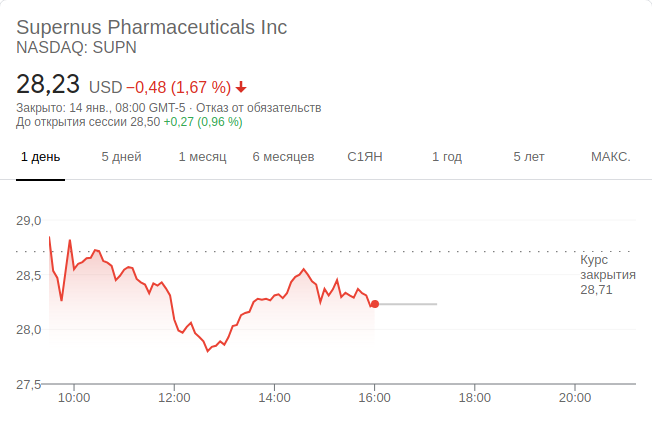 Supernus Pharmaceuticals Inc
NASDAQ: SUPN
28,23 USD −0,48 (1,67 %)
Закрыто: 14 янв., 08:00 GMT-5 · Отказ от обязательств
До открытия сессии 28,50 +0,27 (0,96 %)
1 день 5 дней 1 месяц 6 месяцев С1ЯН 1 год 5 лет МАКС.
29,0
28,5
28,0
27,5
Курс
закрытия
28,71
10:00 12:00 14:00 16:00 18:00 20:00